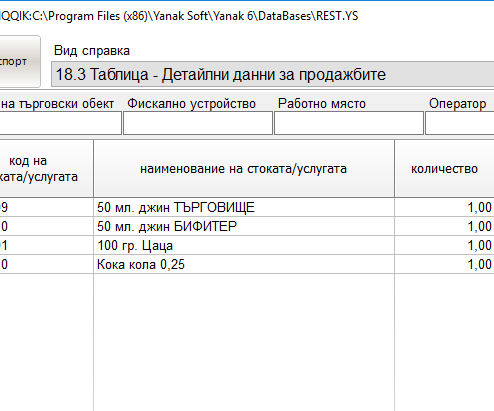 QQIK:C:\Program Files (x86)\Yanak Soft\Yanak 6\DataBases\REST.YS
Вид справка
спорт
18.3 Таблица - Детайлни данни за продажбите
на търговски обект Фискално устройство Работно място Оператор
код на
ката/услугата наименование на стоката/услугата количество
9 50 мл. джин ТЪРГОВИЩЕ 1,00
0 50 мл. джин БИФИТЕР 1,00
1 100 гр. Цаца 1,00
0 Кока кола 0,25 1,00